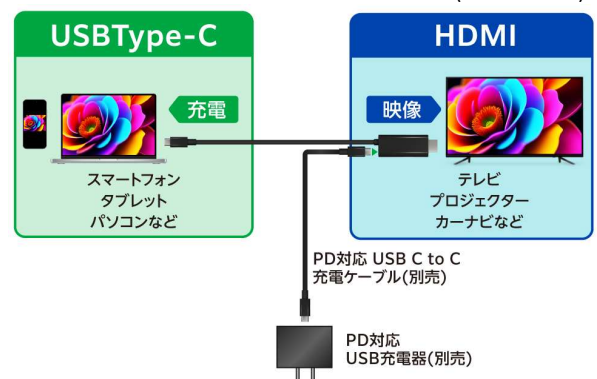 USBType-C
HDMI
充電
映像
スマートフォン
タブレット
パソコンなど
テレビ
プロジェクター
カーナビなど
PD対応 USB C to C
充電ケーブル(別売)
PD対応
USB充電器(別売)